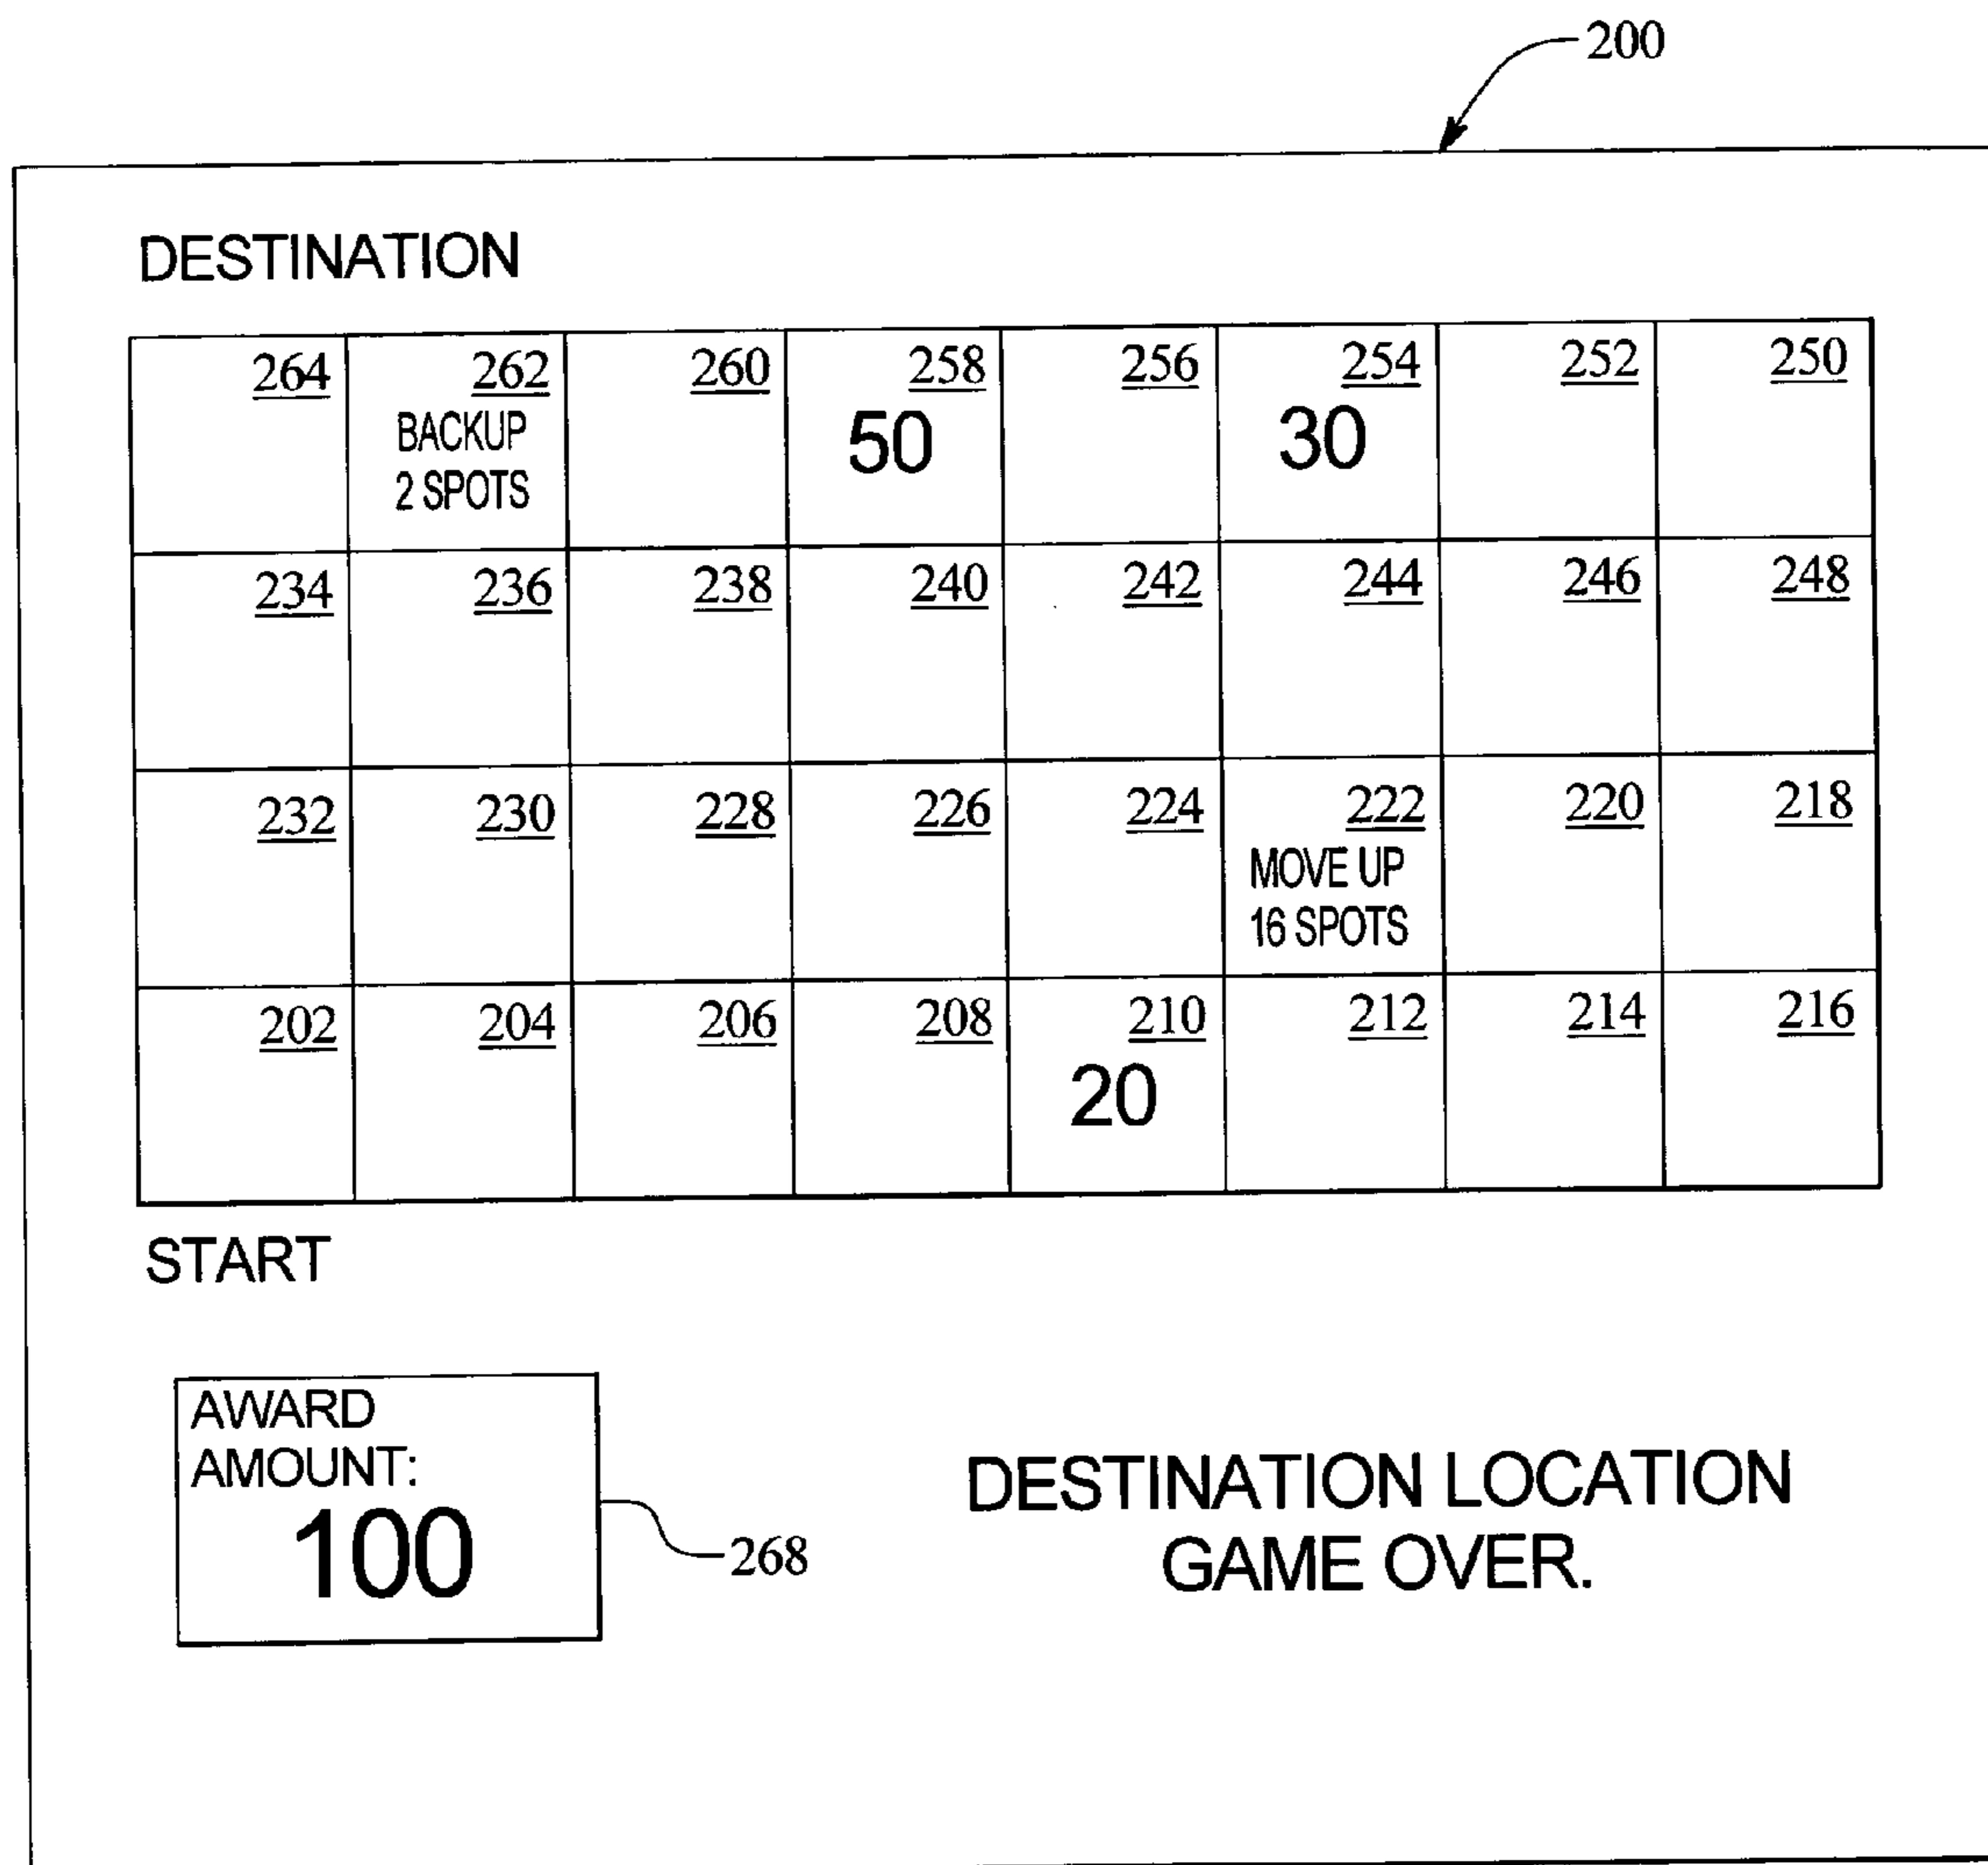 200
DESTINATION
264 262 260 258 256 254 252 250
BACKUP
2 SPOTS
50
30
234 236 238 240 242 244 246 248
232 230 228 226 224 222 220 218
MOVE UP
16 SPOTS
202 204 206 208 210 212 214 216
20
START
AWARD
AMOUNT:
100
268
DESTINATION LOCATION
GAME OVER.